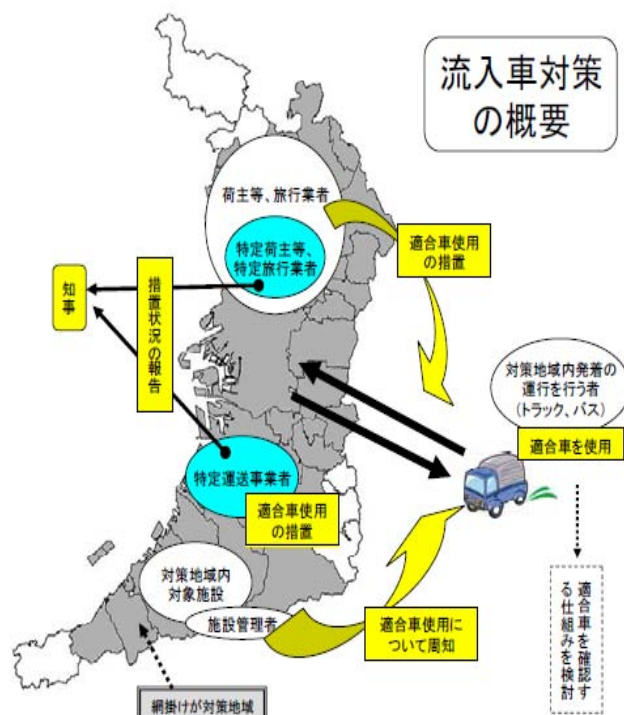 流入車対策
の概要
荷主等、旅行業者
特定荷主等、
特定旅行業者
適合車使用
の措置
知事
措置状況の報告
対策地域内発着の
運行を行う者
(トラック、バス)
適合車を使用
特定運送事業者
適合車使用
の措置
対策地域内
対象施設
施設管理者
適合車使用に
ついて周知
適合車を確認す
る仕組みを検討
網掛けが対策地域